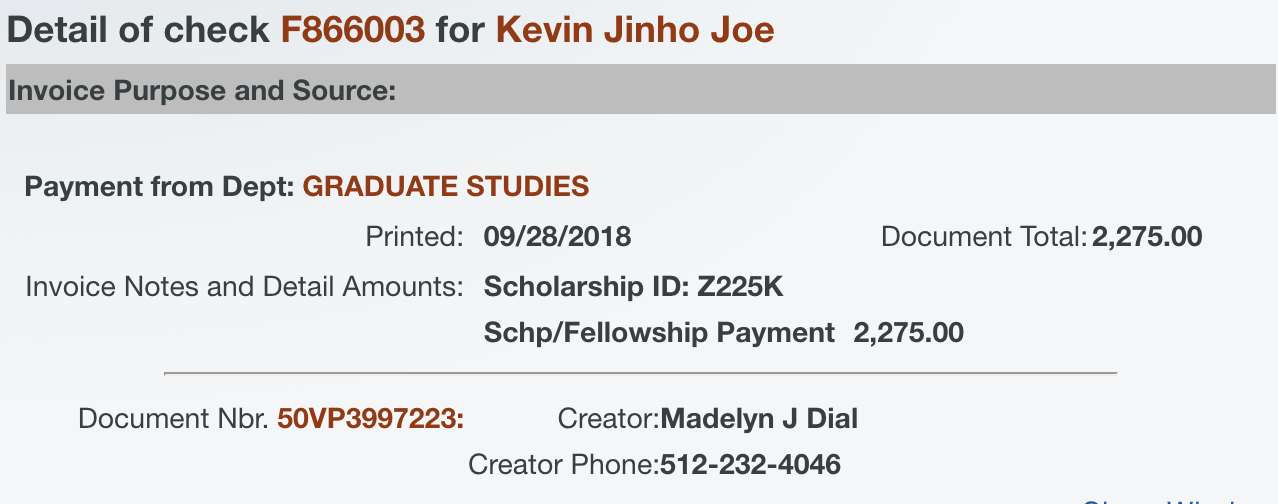 Detail of check F866003 for Kevin Jinho Joe
Invoice Purpose and Source:
Payment from Dept: GRADUATE STUDIES
Printed: 09/28/2018 Document Total: 2,275.00
Invoice Notes and Detail Amounts: Scholarship ID: Z225K
Schp/Fellowship Payment 2,275.00
Document Nbr. 50VP3997223: Creator:Madelyn J Dial
Creator Phone:512-232-4046